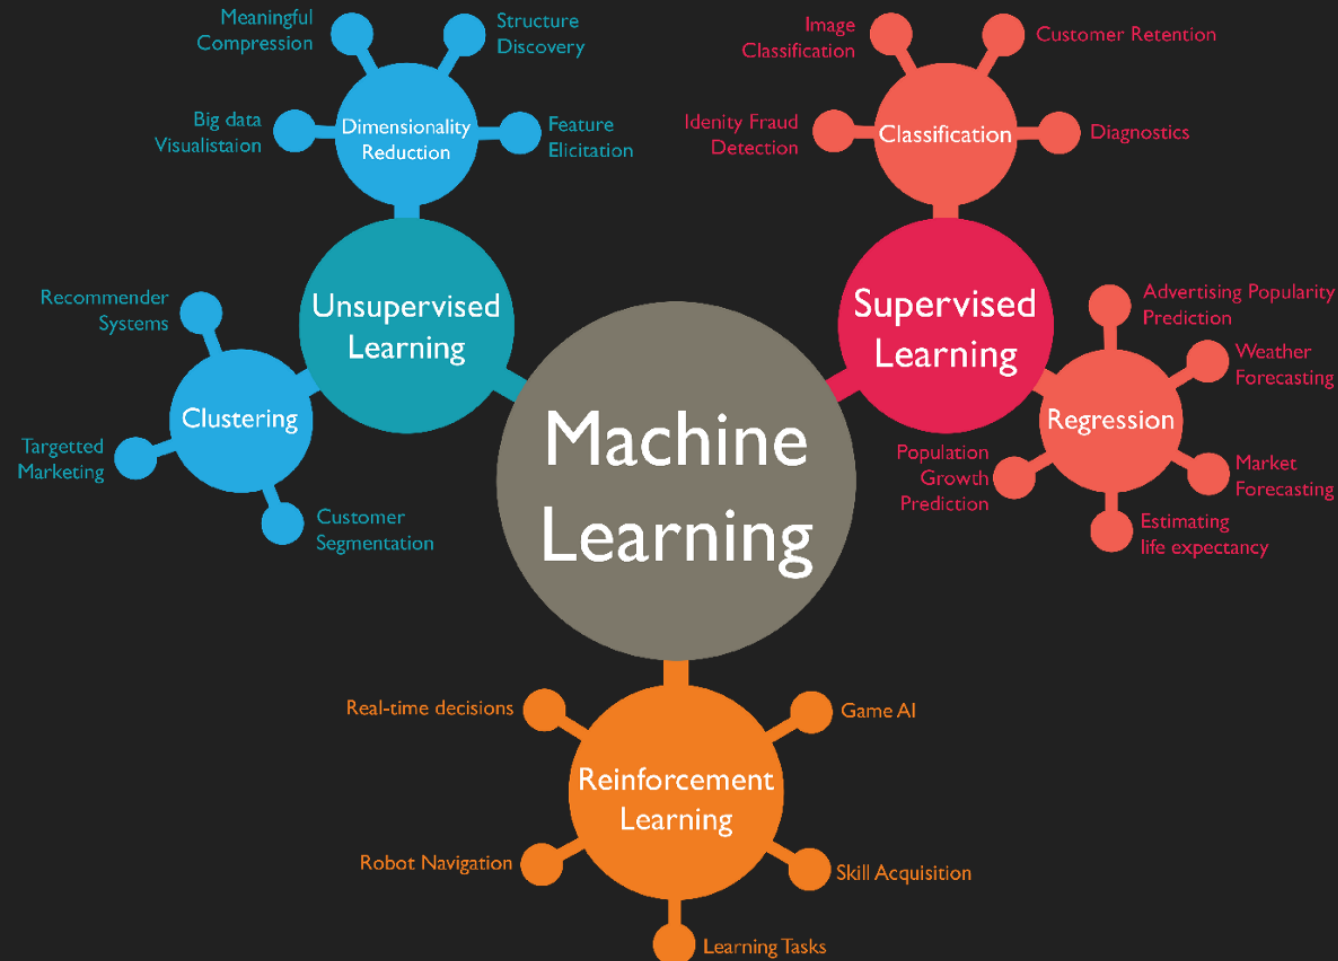 Meaningful
Compression
Structure
Discovery
Big data
Visualistaion
Dimensionality
Reduction
Feature
Elicitation
Image
Classification
Customer Retention
Idenity Fraud
Detection
Classification
Diagnostics
Unsupervised
Learning
Recommender
Systems
Clustering
Targetted
Marketing
Customer
Segmentation
Supervised
Learning
Advertising Popularity
Prediction
Weather
Forecasting
Regression
Population
Growth
Prediction
Market
Forecasting
Estimating
life expectancy
Machine
Learning
Real-time decisions
Game AI
Reinforcement
Learning
Robot Navigation
Skill Acquisition
Learning Tasks